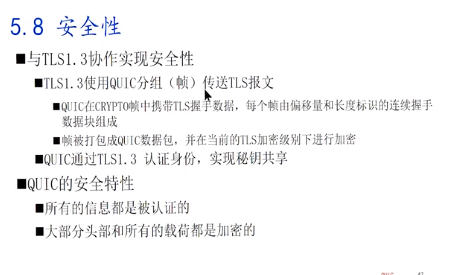 5.8 安全性
■与TLS1.3协作实现安全性
■TLS1.3使用QUIC分组（帧）传送TLS报文
■QUIC在CRYPTO帧中携带TLS握手数据，每个帧由偏移量和长度标识的连续握手
数据块组成
■帧被打包成QUIC数据包，并在当前的TLS加密级别下进行加密
■QUIC通过TLS1.3 认证身份，实现秘钥共享
■QUIC的安全特性
■所有的信息都是被认证的
■大部分头部和所有的载荷都是加密的